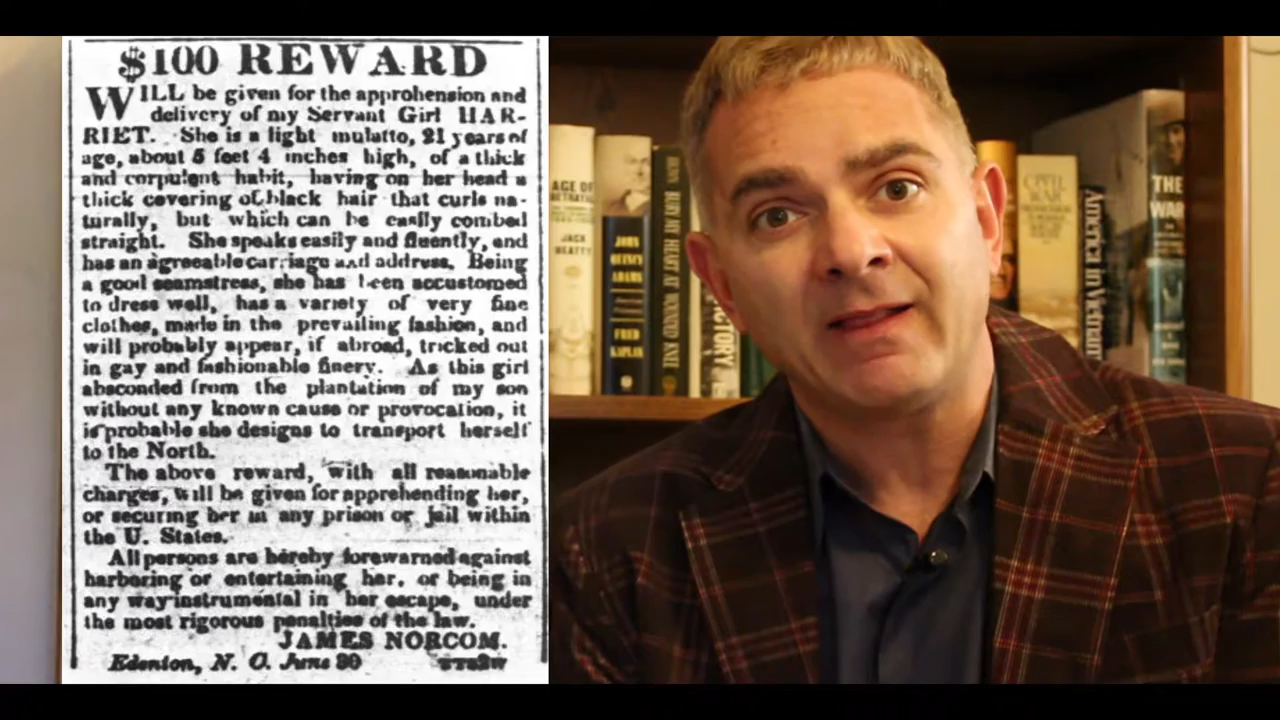 $100 REWARD
WILL be given for the approhension and
delivery of my Servant Girl HAR-
RIET. She is a light mulatto, 21 years of
age, about 5 feet 4 inches high, of a thick
and corpulent habit, having on her head a
thick covering of black hair that curls na-
turally, but which can be easily combed
straight. She speaks easily and fluently, and
has an agreeable carriage and address. Being
a good seamstress, she has been accustomed
to dress well, has a variety of very fine
clothes, made in the prevailing fashion, and
will probably appear, if abroad, tricked out
in gay and fashionable finery. As this girl
absconded from the plantation of my son
without any known cause or provocation, it
is probable she designs to transport herself
to the North.
The above reward, with all reasonable
charges, will be given for apprehending her,
or securing her in any prison or jail within
the U. States.
All persons are hereby forewarned against
harboring or entertaining her, or being in
any way instrumental in her escape, under
the most rigorous penalties of the law.
JAMES NORCOM.
Edenton, N. C. June 30
AGE OF
BETRAYAL
JACK
BEATTY
JOHN
QUINCY
ADAMS
FRED
KAPLAN
BURY MY HEART AT WOUNDED KNEE
VICTORY
CIVIL
WAR
America in Vietnam
THE
WAR